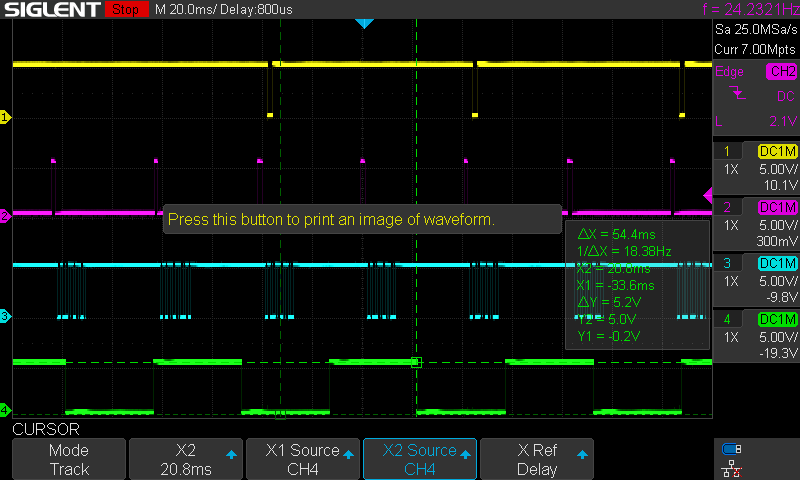 SIGLENT Stop M 20.0ms/ Delay:800us f = 24.2321Hz
Sa 25.0MSa/s
Curr 7.00Mpts
Edge CH2
DC
L 2.1V
1 DC1M
1X 5.00V/
10.1V
2 DC1M
1X 5.00V/
300mV
3 DC1M
1X 5.00V/
-9.8V
4 DC1M
1X 5.00V/
-19.3V
1
2
3
4
Press this button to print an image of waveform.
ΔX = 54.4ms
1/ΔX = 18.38Hz
X2 = 20.8ms
X1 = -33.6ms
ΔY = 5.2V
Y2 = 5.0V
Y1 = -0.2V
CURSOR
Mode
Track
X2
20.8ms
X1 Source
CH4
X2 Source
CH4
X Ref
Delay